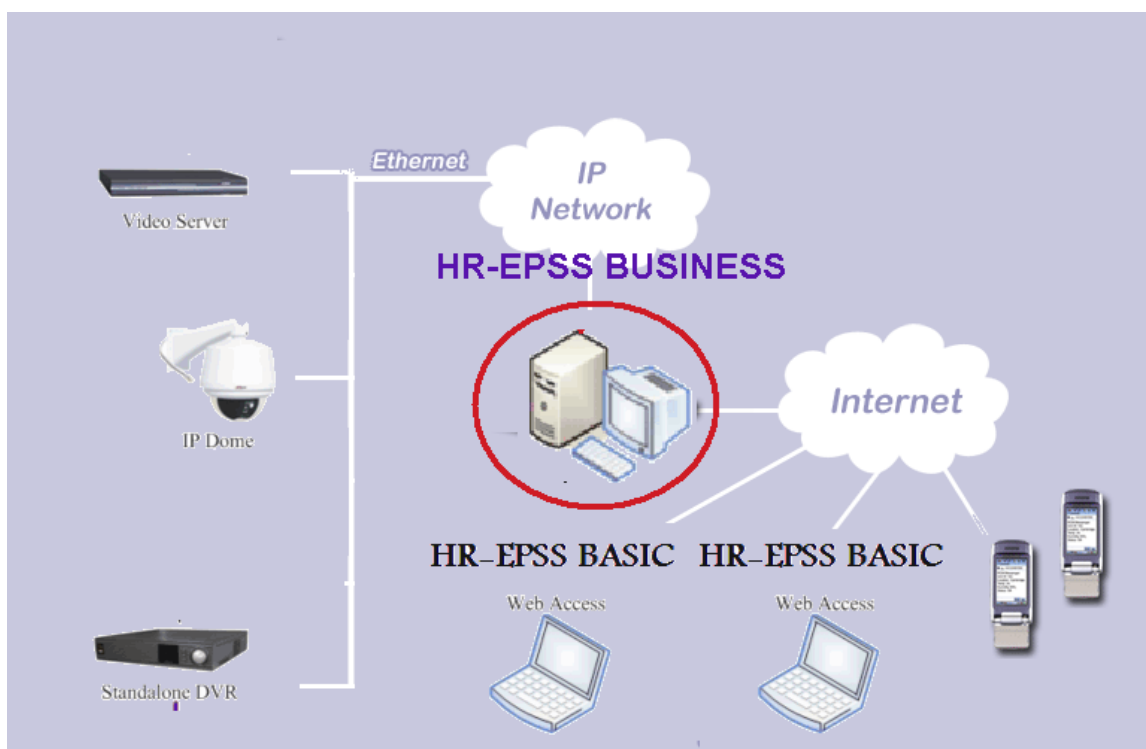 Ethernet
IP
Network
Video Server
HR-EPSS BUSINESS
Internet
IP Dome
HR-EPSS BASIC
HR-EPSS BASIC
Web Access
Web Access
Standalone DVR